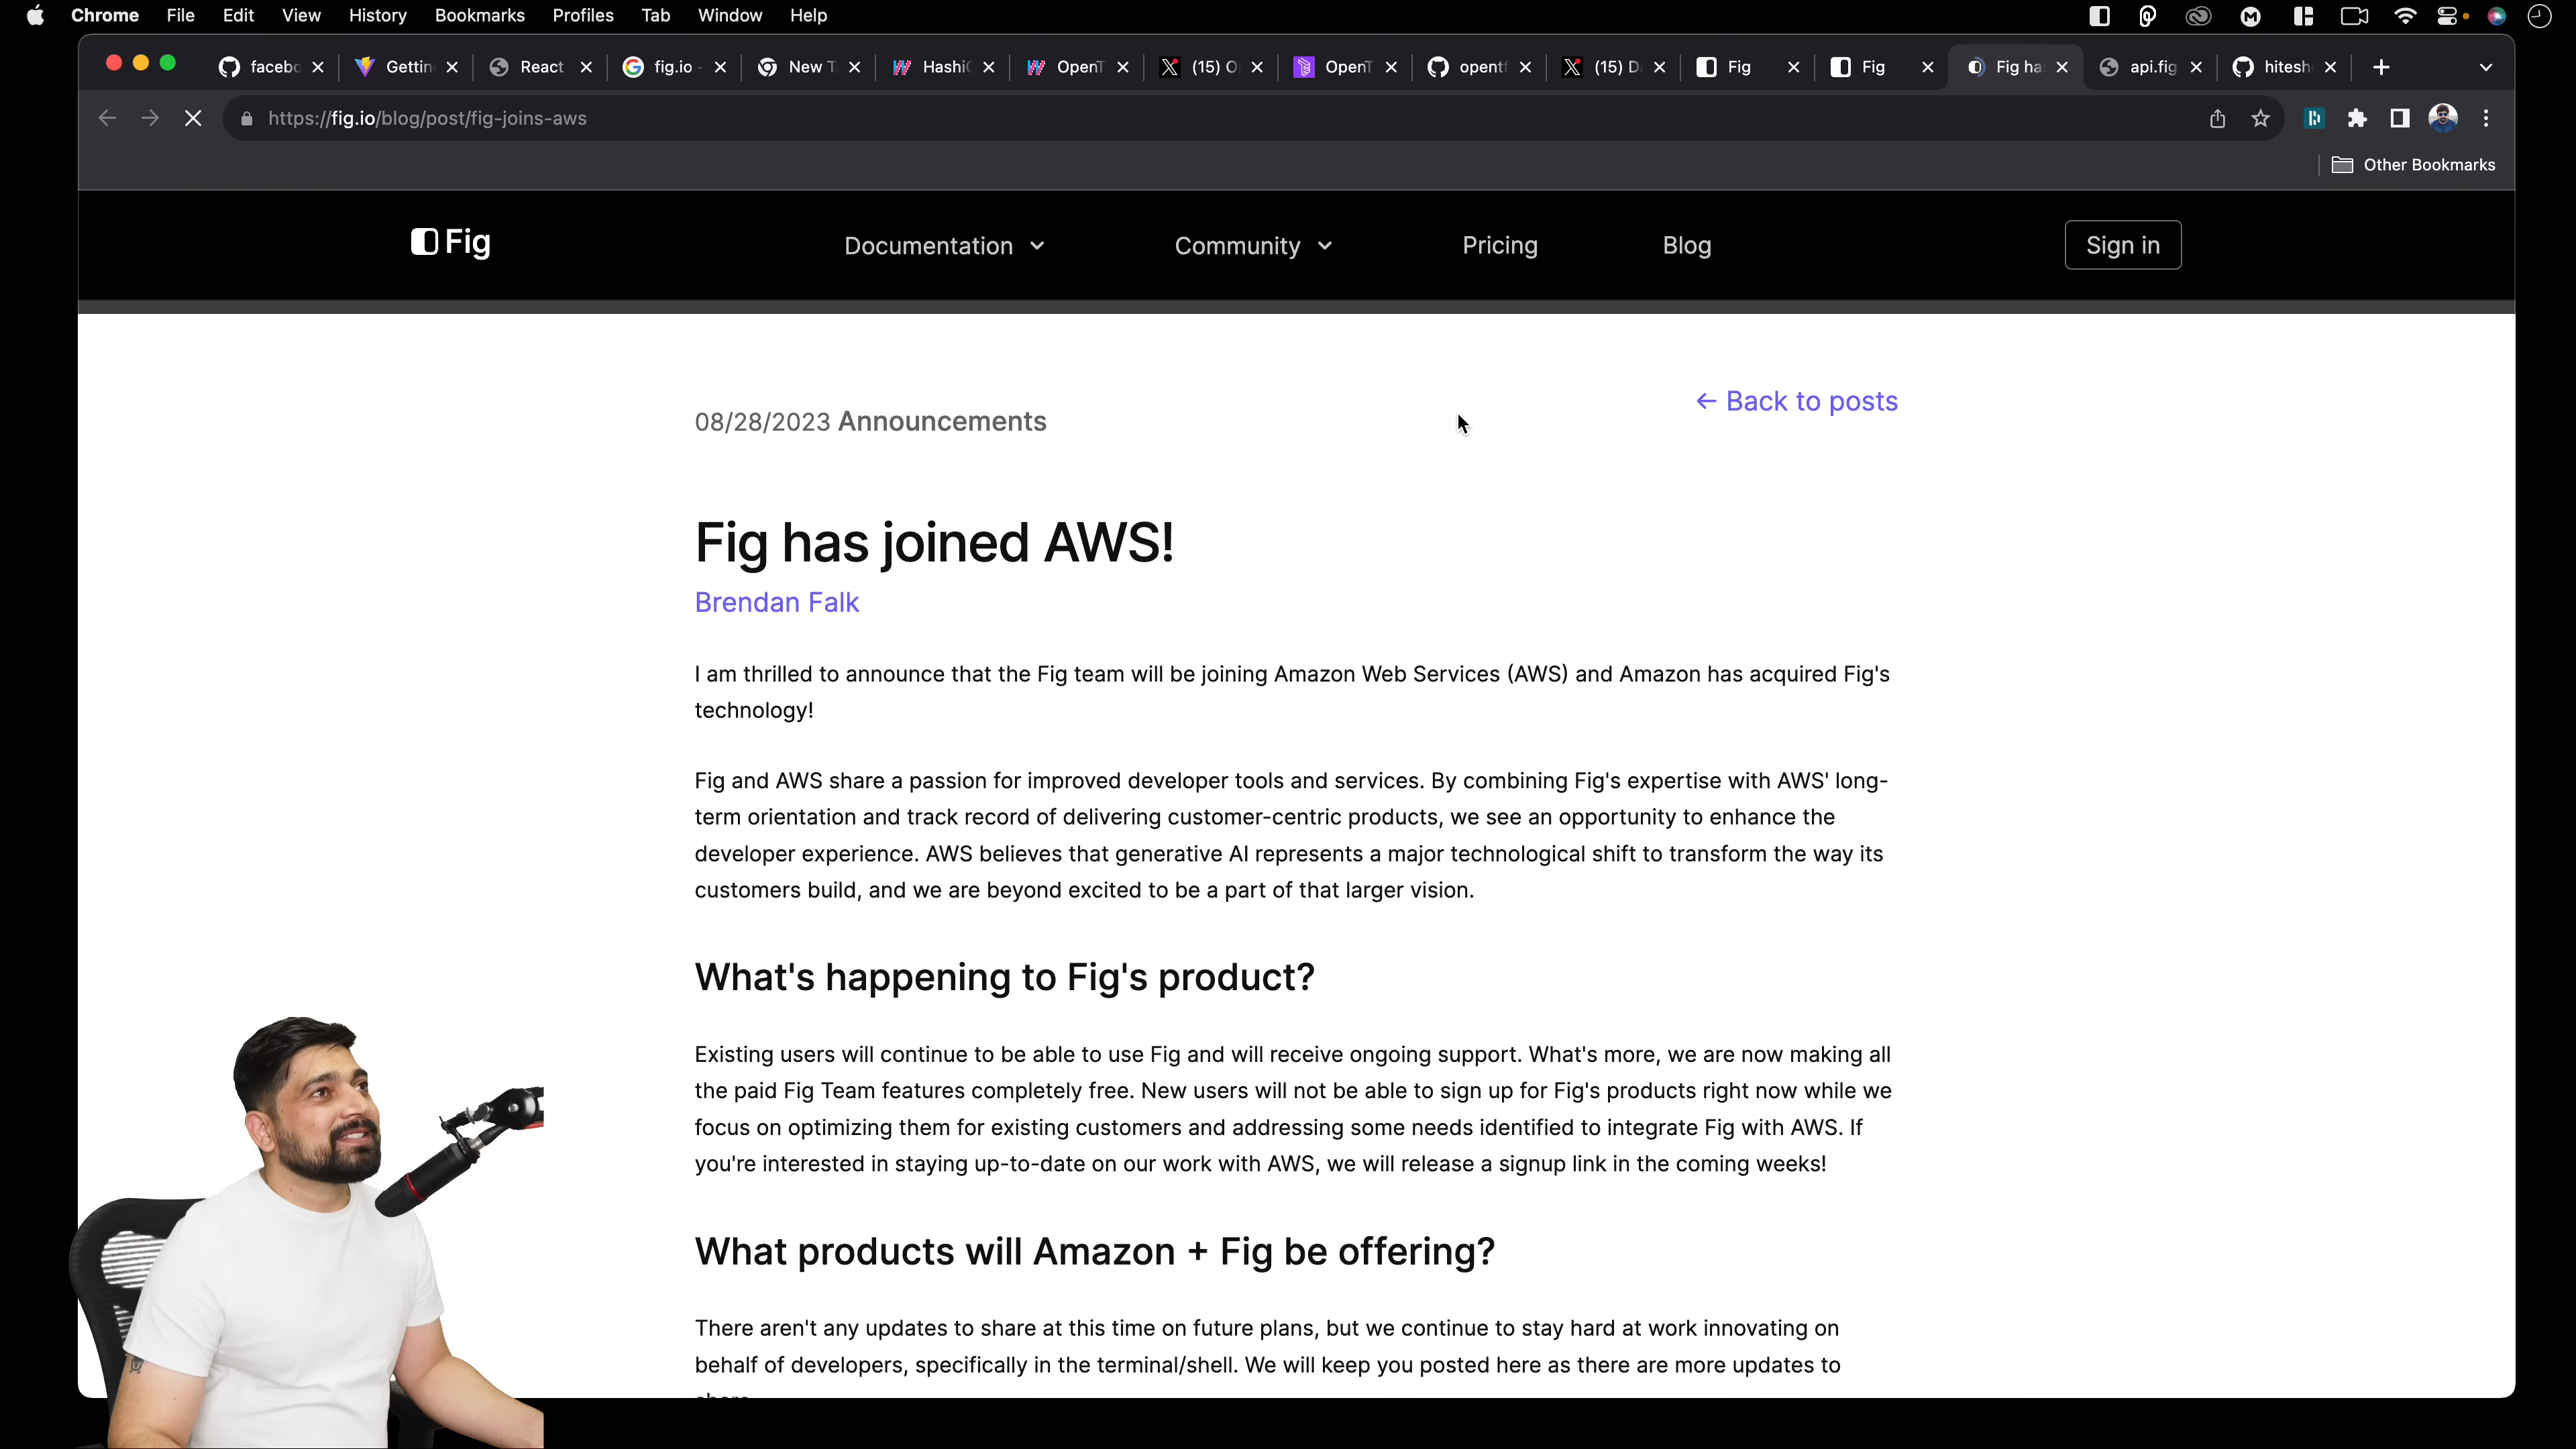 Chrome File Edit View History Bookmarks Profiles Tab Window Help
facebo Gettin React fig.io - New T HashiC OpenT (15) O OpenT opentf (15) D Fig Fig Fig ha api.fig hitesh
https://fig.io/blog/post/fig-joins-aws
Other Bookmarks
Fig Documentation Community Pricing Blog Sign in
← Back to posts
08/28/2023 Announcements
Fig has joined AWS!
Brendan Falk
I am thrilled to announce that the Fig team will be joining Amazon Web Services (AWS) and Amazon has acquired Fig's
technology!
Fig and AWS share a passion for improved developer tools and services. By combining Fig's expertise with AWS' long-
term orientation and track record of delivering customer-centric products, we see an opportunity to enhance the
developer experience. AWS believes that generative AI represents a major technological shift to transform the way its
customers build, and we are beyond excited to be a part of that larger vision.
What's happening to Fig's product?
Existing users will continue to be able to use Fig and will receive ongoing support. What's more, we are now making all
the paid Fig Team features completely free. New users will not be able to sign up for Fig's products right now while we
focus on optimizing them for existing customers and addressing some needs identified to integrate Fig with AWS. If
you're interested in staying up-to-date on our work with AWS, we will release a signup link in the coming weeks!
What products will Amazon + Fig be offering?
There aren't any updates to share at this time on future plans, but we continue to stay hard at work innovating on
behalf of developers, specifically in the terminal/shell. We will keep you posted here as there are more updates to